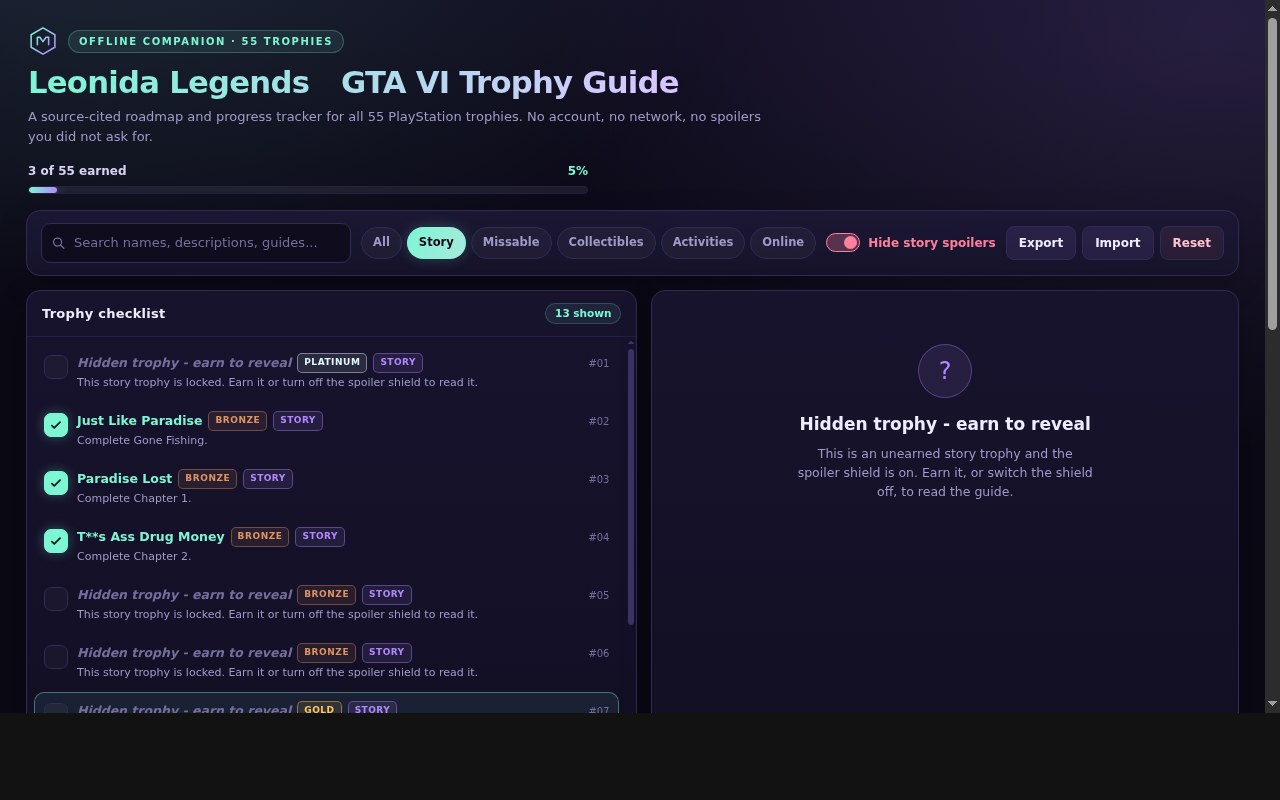 OFFLINE COMPANION · 55 TROPHIES
Leonida Legends GTA VI Trophy Guide
A source-cited roadmap and progress tracker for all 55 PlayStation trophies. No account, no network, no spoilers
you did not ask for.
3 of 55 earned 5%
Search names, descriptions, guides... All Story Missable Collectibles Activities Online Hide story spoilers Export Import Reset
Trophy checklist 13 shown
Hidden trophy - earn to reveal PLATINUM STORY #01
This story trophy is locked. Earn it or turn off the spoiler shield to read it.
Just Like Paradise BRONZE STORY #02
Complete Gone Fishing.
Paradise Lost BRONZE STORY #03
Complete Chapter 1.
T**s Ass Drug Money BRONZE STORY #04
Complete Chapter 2.
Hidden trophy - earn to reveal BRONZE STORY #05
This story trophy is locked. Earn it or turn off the spoiler shield to read it.
Hidden trophy - earn to reveal BRONZE STORY #06
This story trophy is locked. Earn it or turn off the spoiler shield to read it.
Hidden trophy - earn to reveal GOLD STORY #07
?
Hidden trophy - earn to reveal
This is an unearned story trophy and the
spoiler shield is on. Earn it, or switch the shield
off, to read the guide.